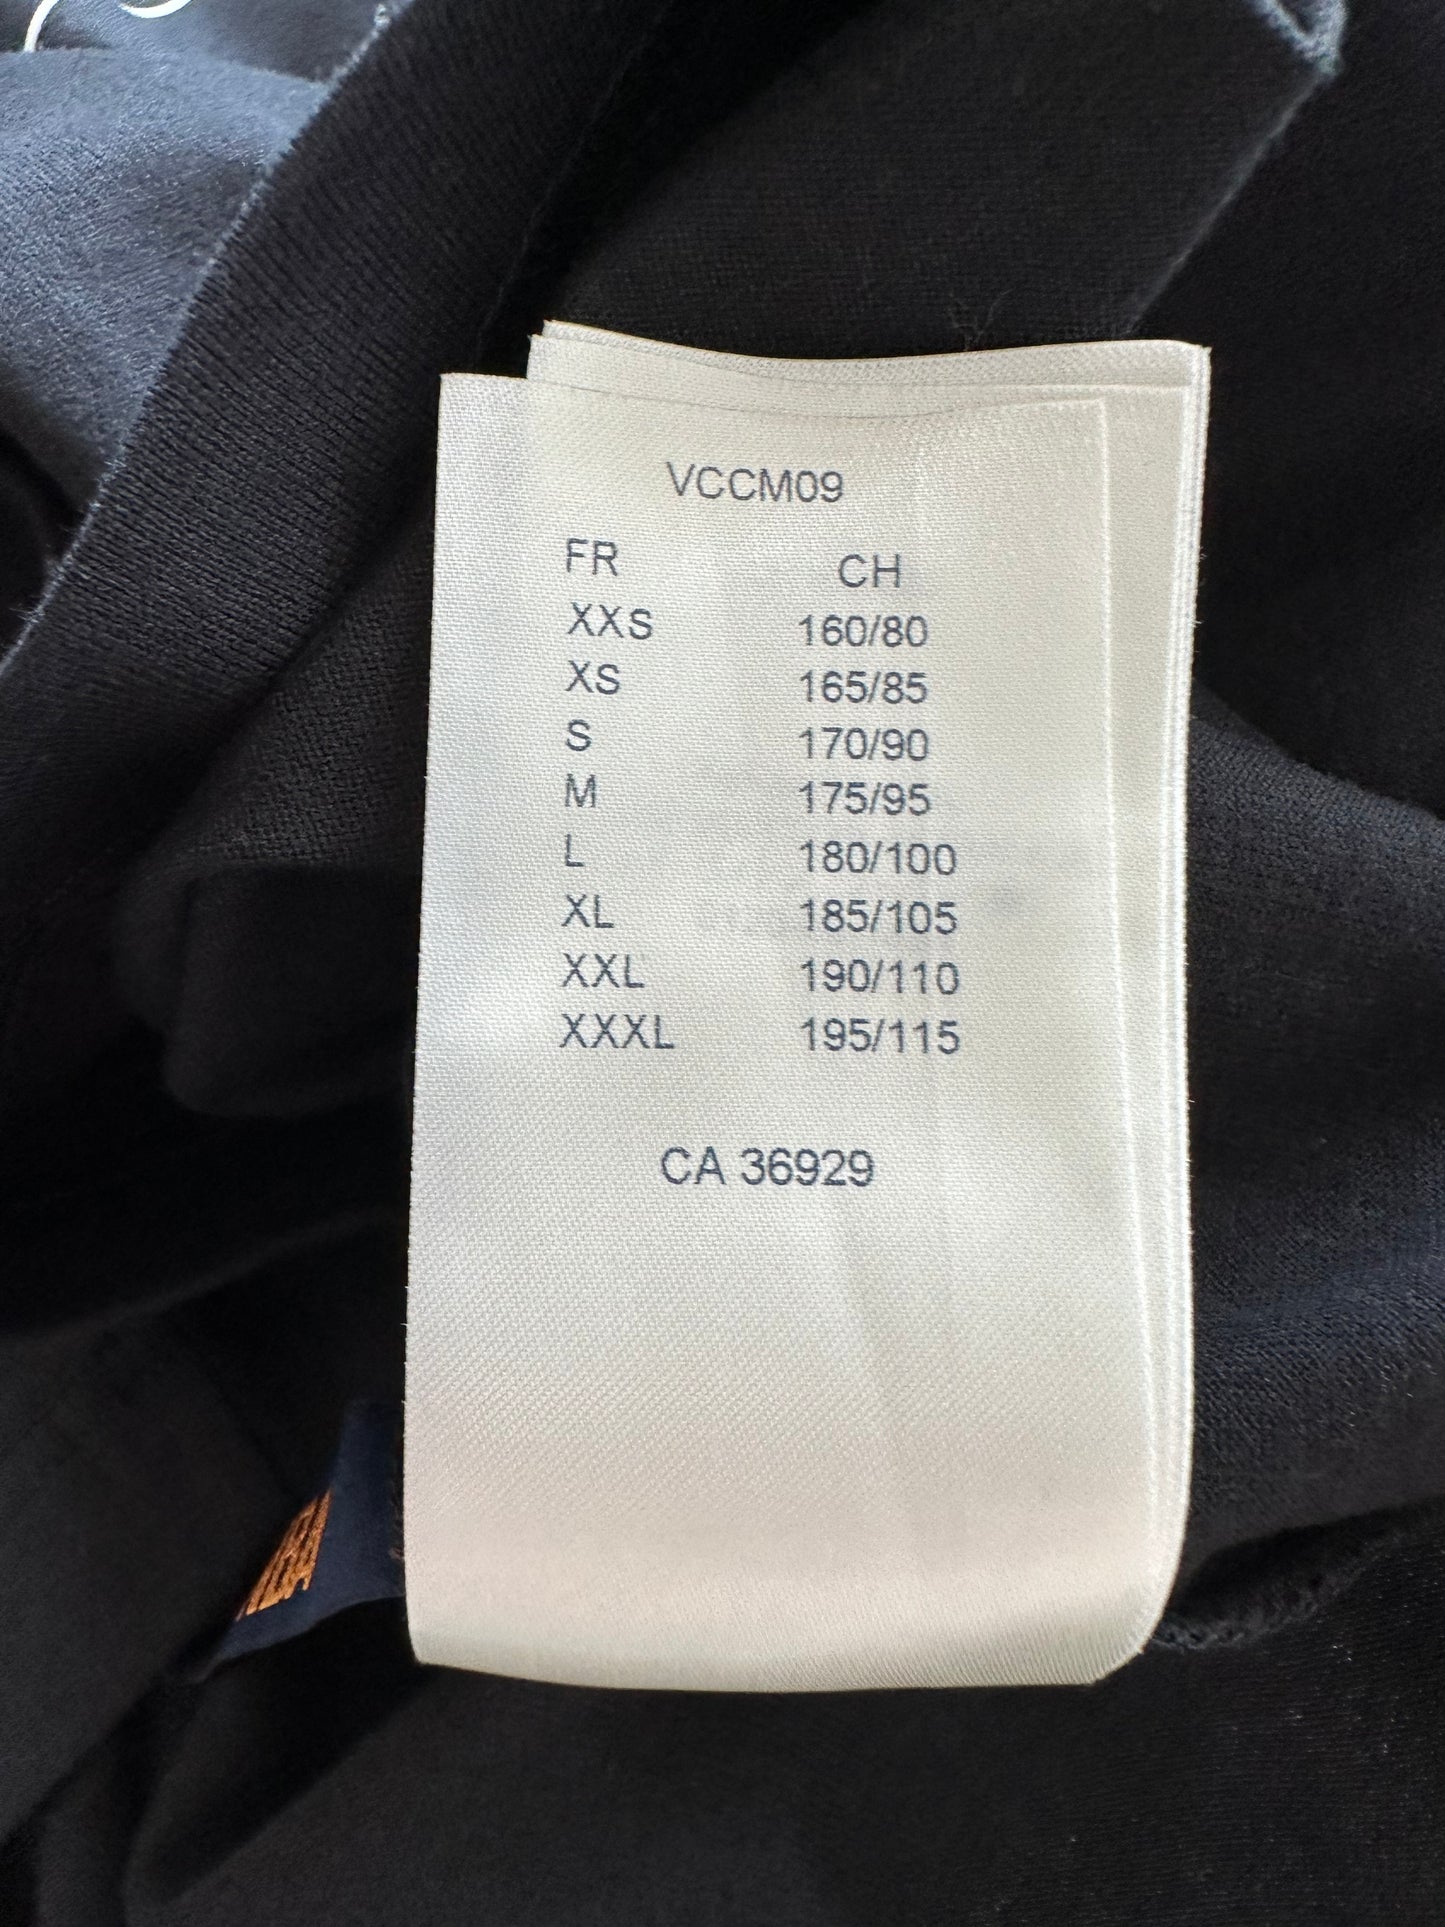 VCCM09
FR CH
XXS 160/80
XS 165/85
S 170/90
M 175/95
L 180/100
XL 185/105
XXL 190/110
XXXL 195/115
CA 36929